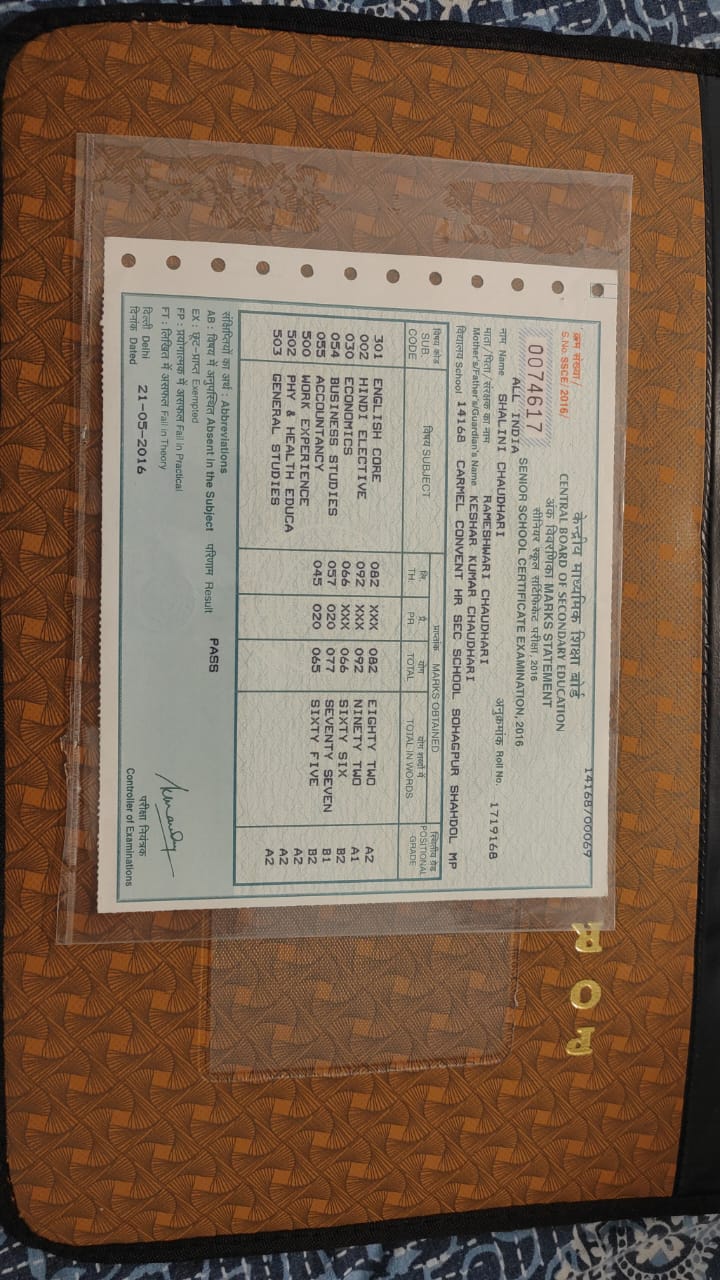 क्रम संख्या/
S.No. SSCE/2016/
0074617
14168/00069
केन्द्रीय माध्यमिक शिक्षा बोर्ड
CENTRAL BOARD OF SECONDARY EDUCATION
अंक विवरणिका MARKS STATEMENT
सीनियर स्कूल सर्टिफिकेट परीक्षा, 2016
ALL INDIA SENIOR SCHOOL CERTIFICATE EXAMINATION, 2016
नाम Name SHALINI CHAUDHARI अनुक्रमांक Roll No. 1719168
माता/पिता/संरक्षक का नाम RAMESHWARI CHAUDHARI
Mother's/Father's/Guardian's Name KESHAR KUMAR CHAUDHARI
विद्यालय School 14168 CARMEL CONVENT HR SEC SCHOOL SOHAGPUR SHAHDOL MP
विषय कोड SUB. CODE विषय SUBJECT प्राप्तांक MARKS OBTAINED स्थितीय ग्रेड POSITIONAL GRADE
लि. TH. प्रै. PR. योग TOTAL योग शब्दों में TOTAL IN WORDS
301 ENGLISH CORE 082 XXX 082 EIGHTY TWO A2
002 HINDI ELECTIVE 092 XXX 092 NINETY TWO A1
030 ECONOMICS 066 XXX 066 SIXTY SIX B2
054 BUSINESS STUDIES 057 020 077 SEVENTY SEVEN B1
055 ACCOUNTANCY 045 020 065 SIXTY FIVE B2
500 WORK EXPERIENCE A2
502 PHY & HEALTH EDUCA A2
503 GENERAL STUDIES A2
संक्षिप्तियों का अर्थ : Abbreviations
AB : विषय में अनुपस्थित Absent in the Subject परिणाम Result PASS
EX : छूट-प्राप्त Exempted
FP : प्रयोगात्मक में असफल Fail in Practical
FT : लिखित में असफल Fail in Theory
दिल्ली Delhi
दिनांक Dated 21-05-2016
परीक्षा नियंत्रक
Controller of Examinations